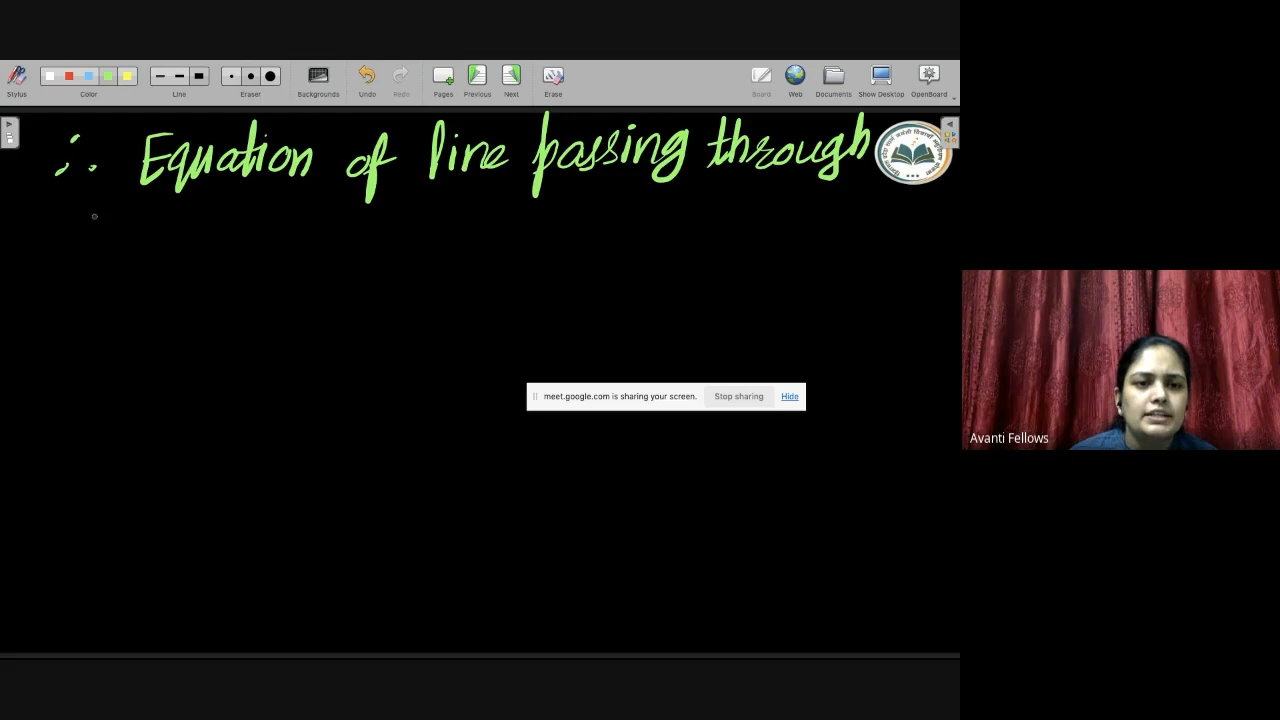 Stylus Color Line Eraser Backgrounds Undo Redo Pages Previous Next Erase Board Web Documents Show Desktop OpenBoard
∴ Equation of line passing through
meet.google.com is sharing your screen. Stop sharing Hide
Avanti Fellows